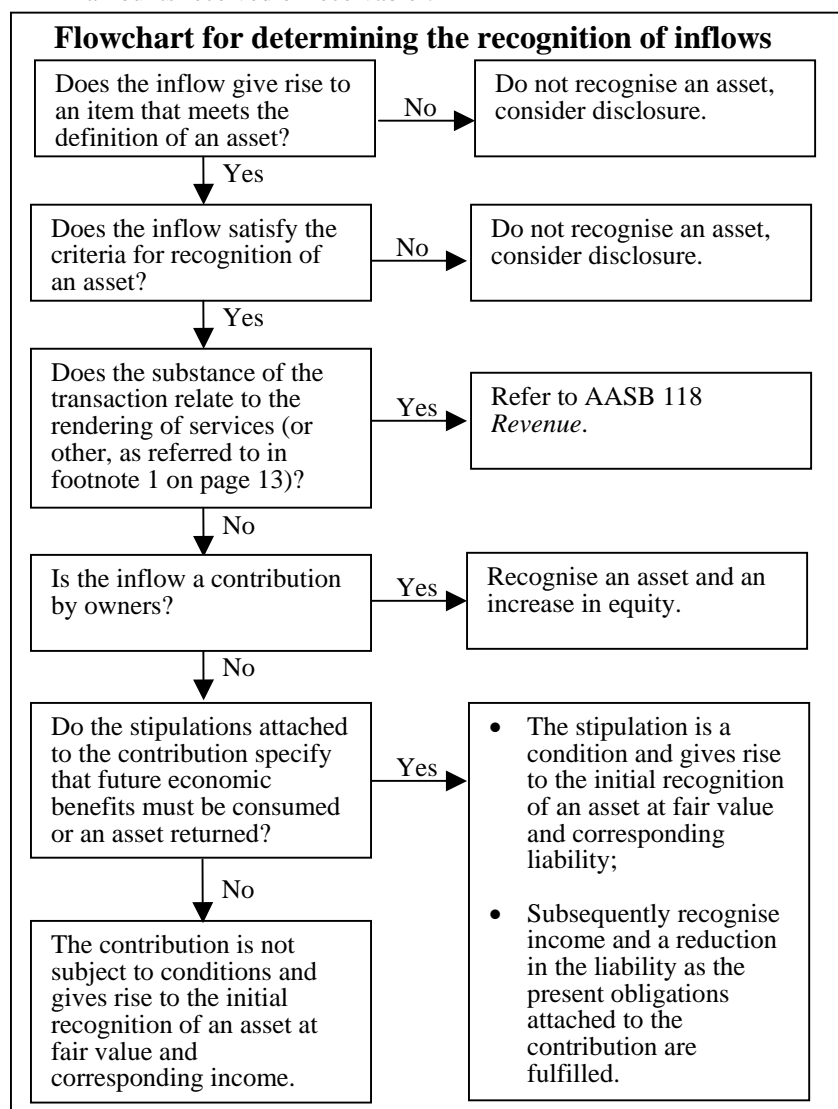 Flowchart for determining the recognition of inflows
Does the inflow give rise to
an item that meets the
definition of an asset?
No
Do not recognise an asset,
consider disclosure.
Yes
Does the inflow satisfy the
criteria for recognition of
an asset?
No
Do not recognise an asset,
consider disclosure.
Yes
Does the substance of the
transaction relate to the
rendering of services (or
other, as referred to in
footnote 1 on page 13)?
Yes
Refer to AASB 118
Revenue.
No
Is the inflow a contribution
by owners?
Yes
Recognise an asset and an
increase in equity.
No
Do the stipulations attached
to the contribution specify
that future economic
benefits must be consumed
or an asset returned?
Yes
• The stipulation is a
condition and gives rise
to the initial recognition
of an asset at fair value
and corresponding
liability;
• Subsequently recognise
income and a reduction
in the liability as the
present obligations
attached to the
contribution are
fulfilled.
No
The contribution is not
subject to conditions and
gives rise to the initial
recognition of an asset at
fair value and
corresponding income.